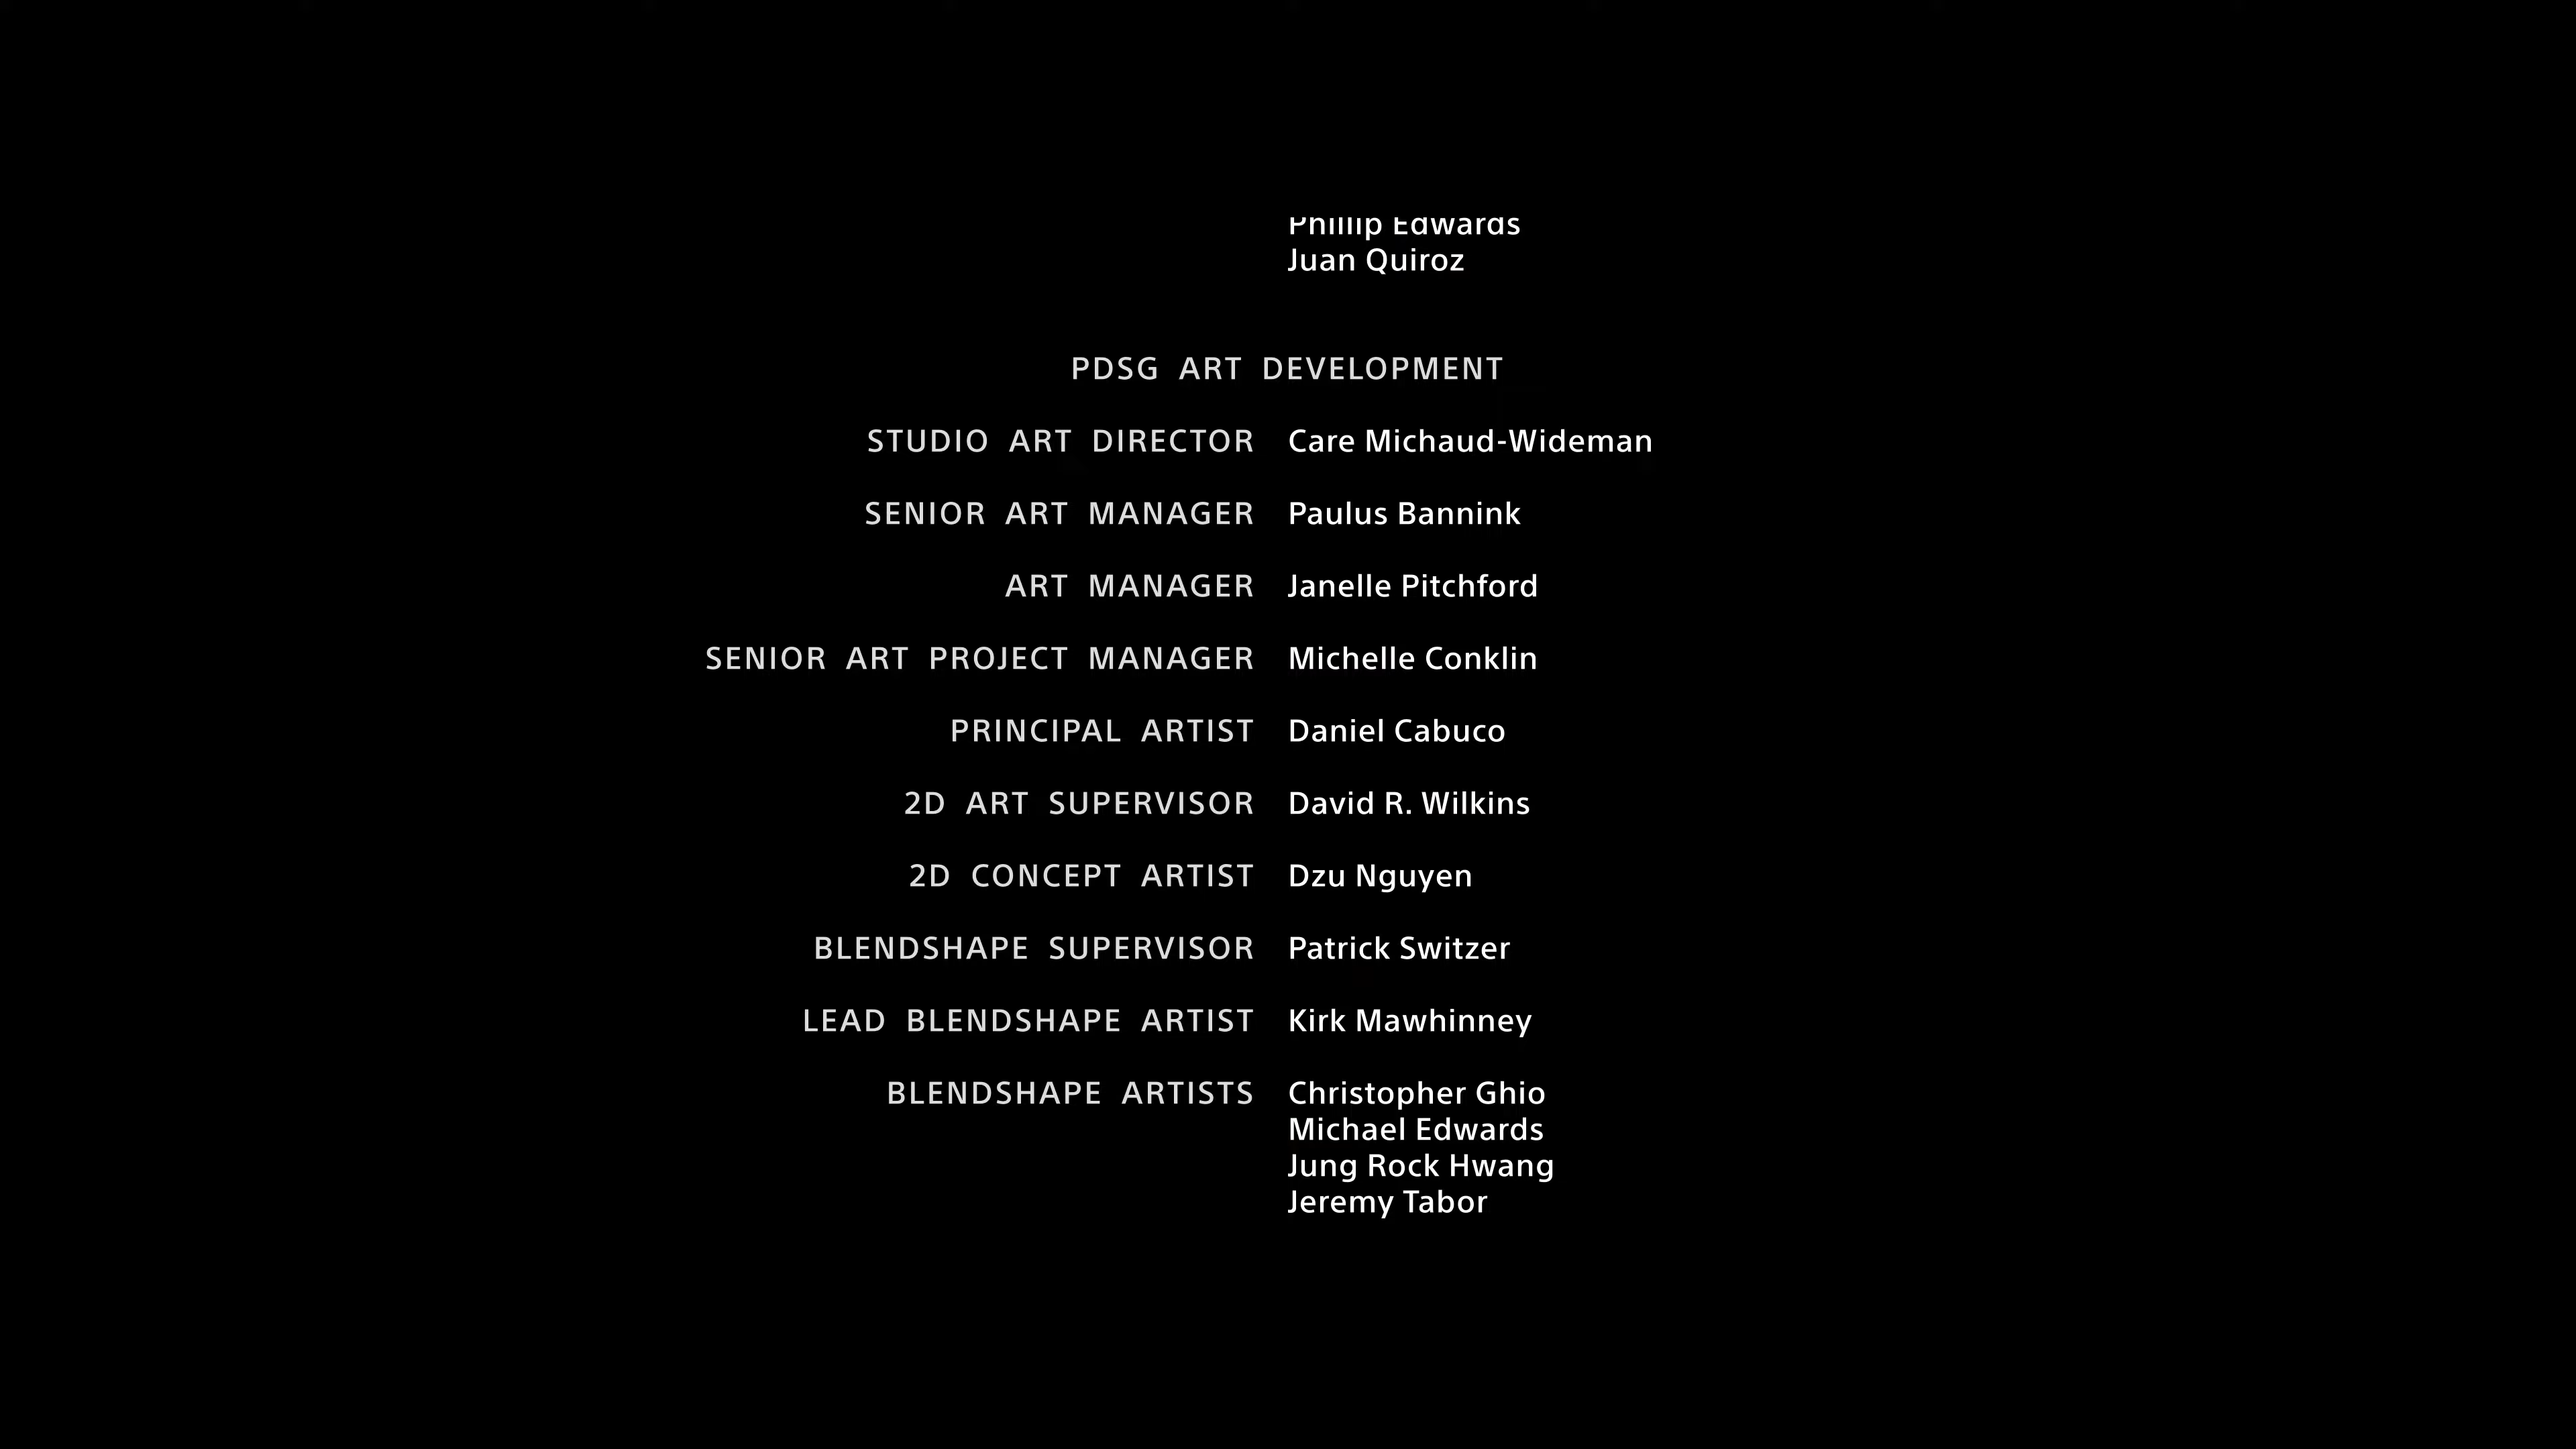 Phillip Edwards
Juan Quiroz
PDSG ART DEVELOPMENT
STUDIO ART DIRECTOR Care Michaud-Wideman
SENIOR ART MANAGER Paulus Bannink
ART MANAGER Janelle Pitchford
SENIOR ART PROJECT MANAGER Michelle Conklin
PRINCIPAL ARTIST Daniel Cabuco
2D ART SUPERVISOR David R. Wilkins
2D CONCEPT ARTIST Dzu Nguyen
BLENDSHAPE SUPERVISOR Patrick Switzer
LEAD BLENDSHAPE ARTIST Kirk Mawhinney
BLENDSHAPE ARTISTS Christopher Ghio
Michael Edwards
Jung Rock Hwang
Jeremy Tabor